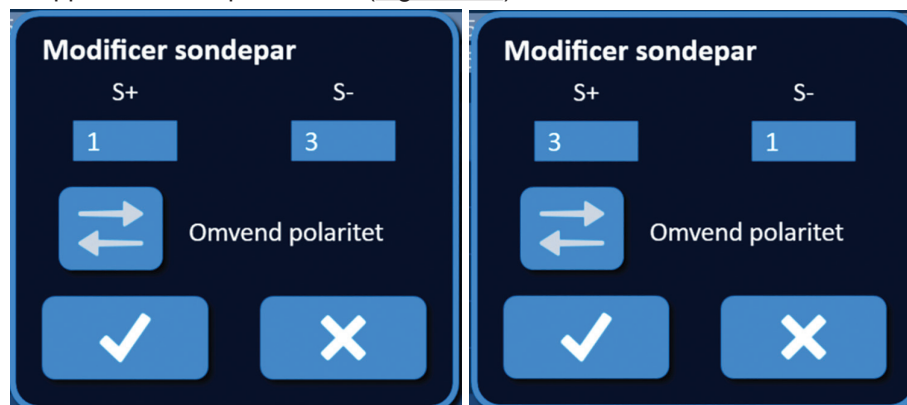 Modificer sondepar
S+ S-
1 3
Omvend polaritet
Modificer sondepar
S+ S-
3 1
Omvend polaritet